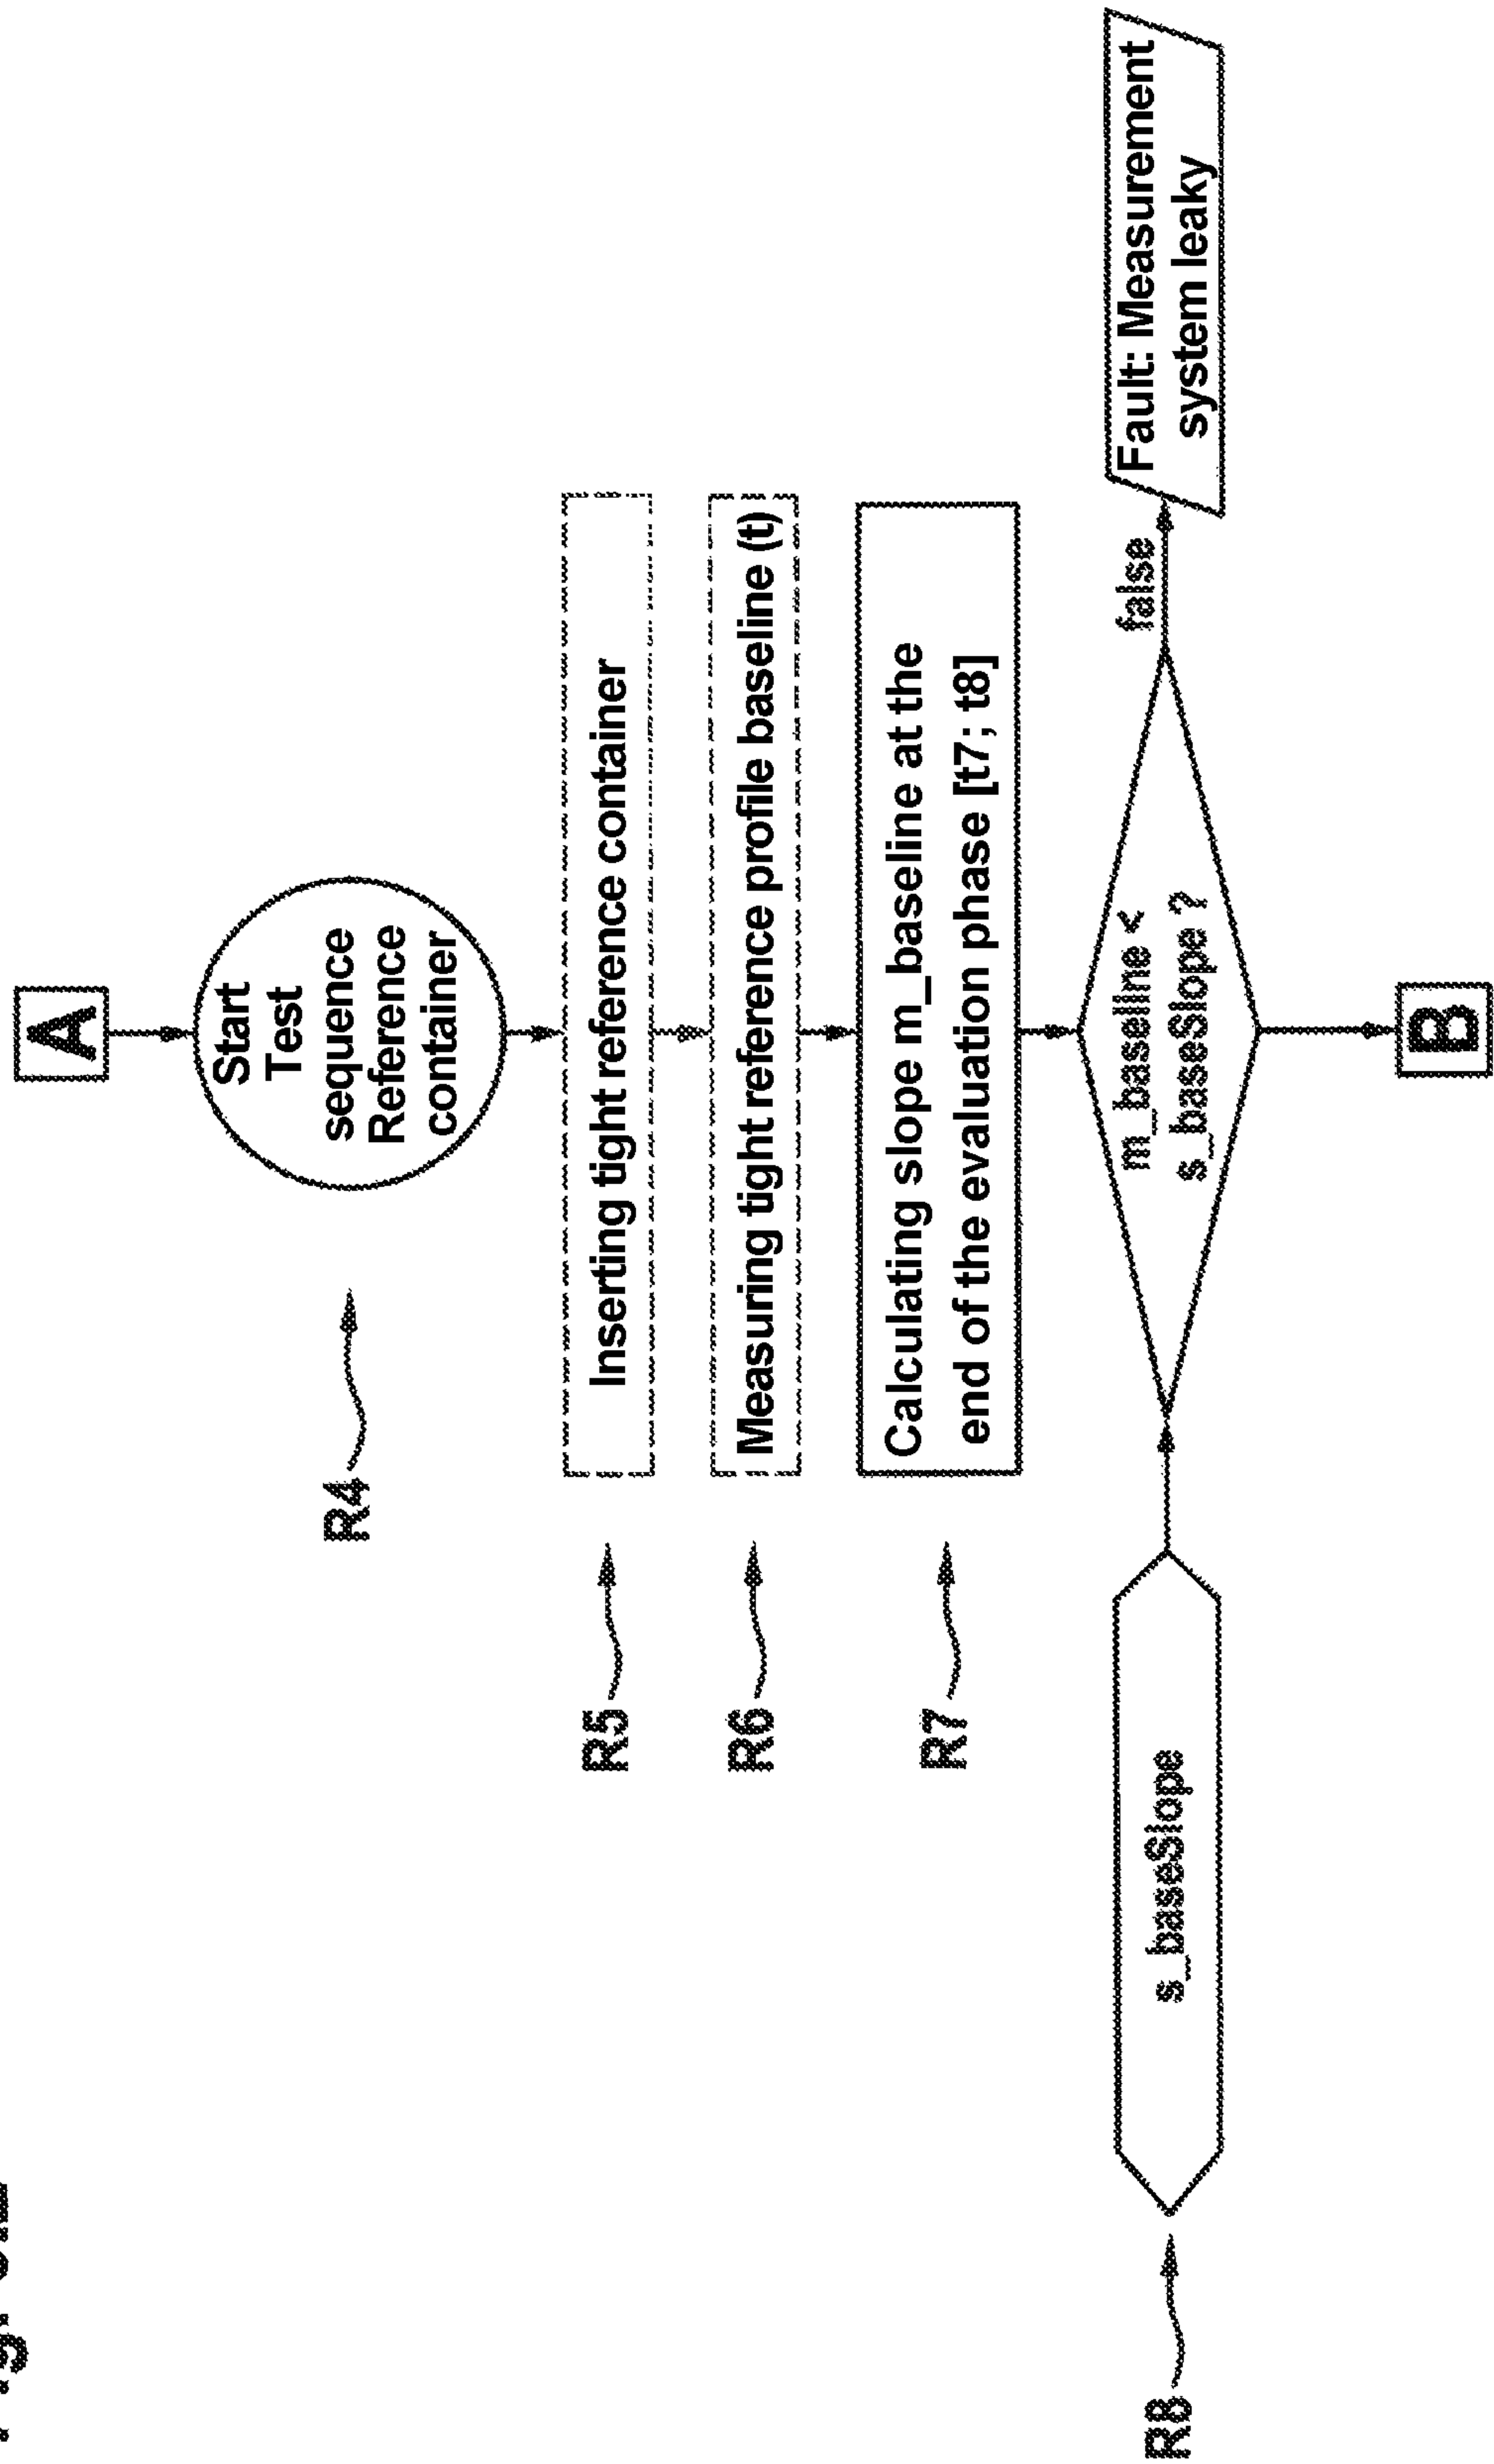 A
Start
Test
sequence
Reference
container
R4
Inserting tight reference container
R5
Measuring tight reference profile baseline (t)
R6
Calculating slope m_baseline at the
end of the evaluation phase [t7; t8]
R7
R8
s_baseSlope
m_baseline <
s_baseSlope ?
false
Fault: Measurement
system leaky
B